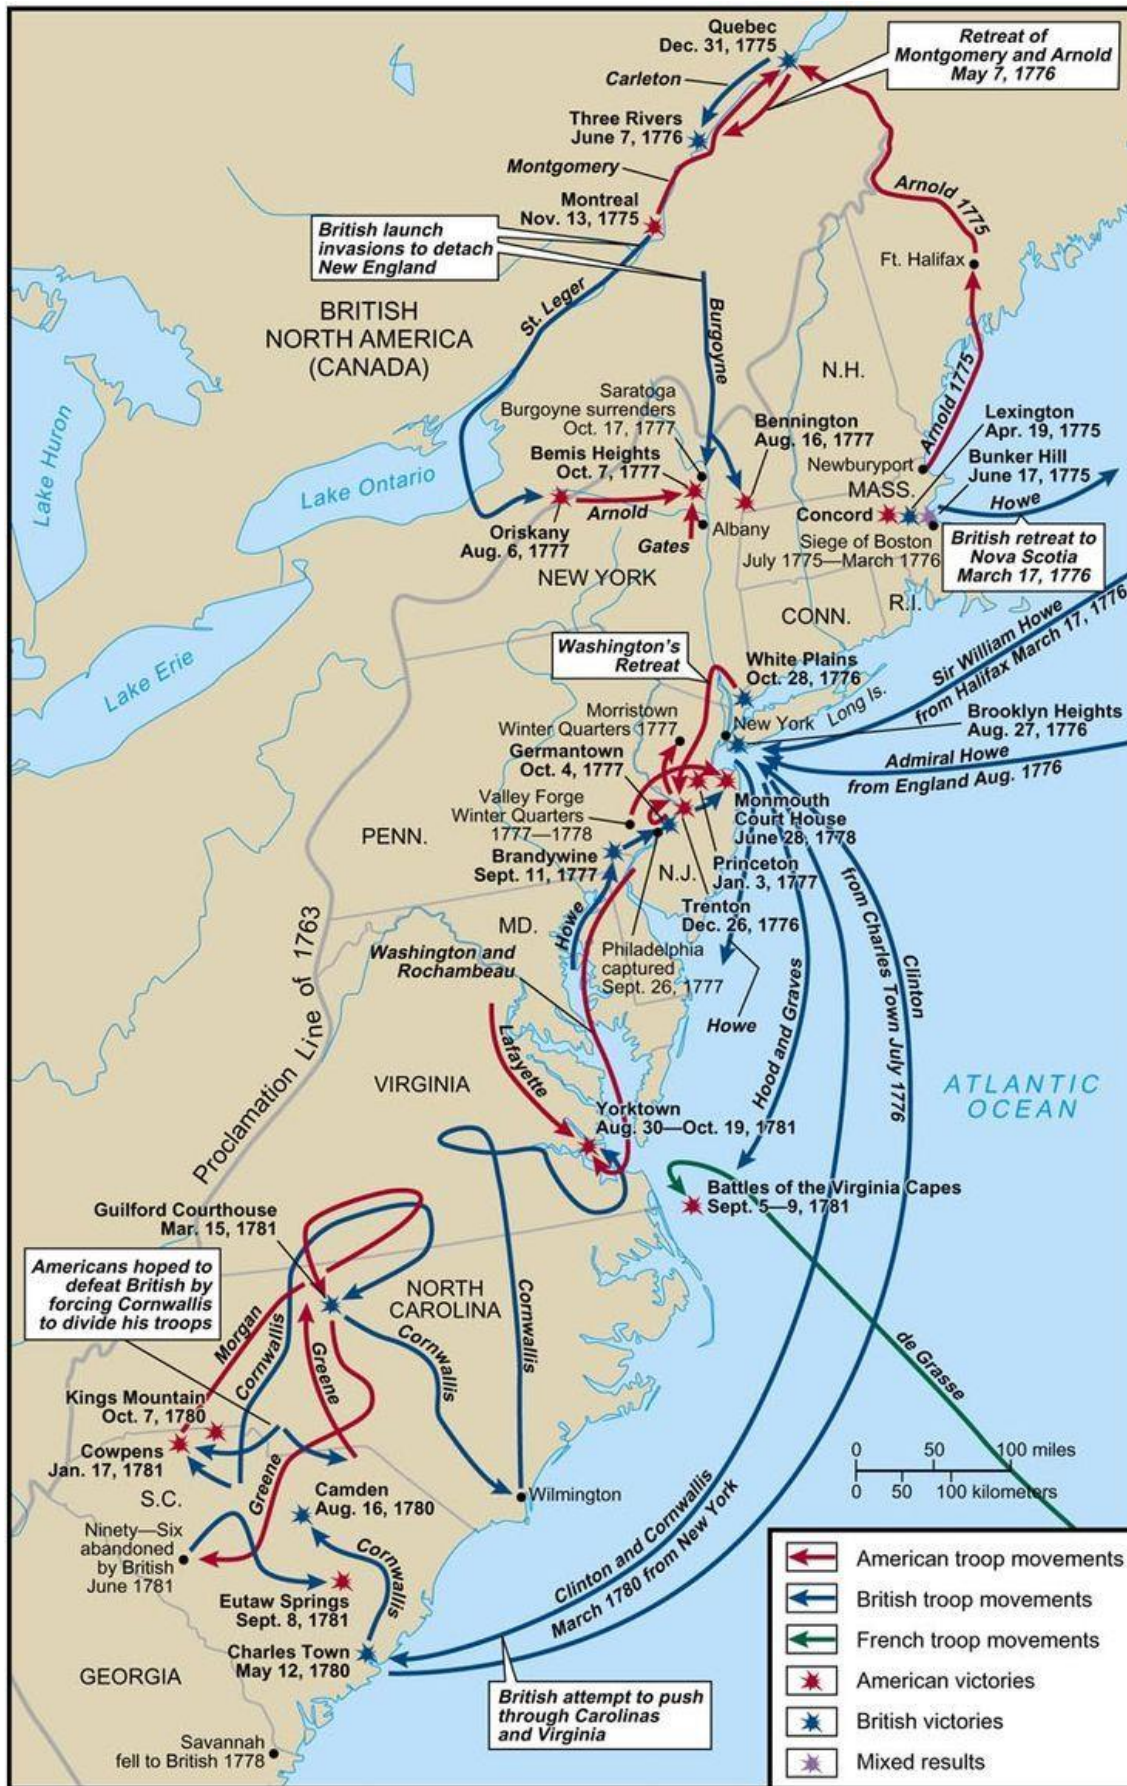 Quebec
Dec. 31, 1775
Retreat of
Montgomery and Arnold
May 7, 1776
Carleton
Three Rivers
June 7, 1776
Montgomery
Montreal
Nov. 13, 1775
Arnold 1775
British launch
invasions to detach
New England
Ft. Halifax
St. Leger
BRITISH
NORTH AMERICA
(CANADA)
Burgoyne
N.H.
Arnold 1775
Saratoga
Burgoyne surrenders
Oct. 17, 1777
Bennington
Aug. 16, 1777
Lexington
Apr. 19, 1775
Lake Huron
Bemis Heights
Oct. 7, 1777
Newburyport
Bunker Hill
June 17, 1775
Lake Ontario
MASS.
Howe
Arnold
Concord
Oriskany
Aug. 6, 1777
Gates
Albany
Siege of Boston
July 1775—March 1776
British retreat to
Nova Scotia
March 17, 1776
NEW YORK
CONN.
R.I.
Lake Erie
Washington's
Retreat
White Plains
Oct. 28, 1776
Sir William Howe
from Halifax March 17, 1776
Long Is.
Morristown
Winter Quarters 1777
New York
Brooklyn Heights
Aug. 27, 1776
Germantown
Oct. 4, 1777
Admiral Howe
from England Aug. 1776
Valley Forge
Winter Quarters
1777—1778
Monmouth
Court House
June 28, 1778
PENN.
Brandywine
Sept. 11, 1777
N.J.
Princeton
Jan. 3, 1777
Trenton
Dec. 26, 1776
MD.
Howe
Washington and
Rochambeau
Philadelphia
captured
Sept. 26, 1777
Howe
Clinton
from Charles Town July 1776
Proclamation Line of 1763
Hood and Graves
Lafayette
VIRGINIA
ATLANTIC
OCEAN
Yorktown
Aug. 30—Oct. 19, 1781
Battles of the Virginia Capes
Sept. 5—9, 1781
Guilford Courthouse
Mar. 15, 1781
Americans hoped to
defeat British by
forcing Cornwallis
to divide his troops
NORTH
CAROLINA
Morgan
Cornwallis
Greene
Cornwallis
Cornwallis
de Grasse
Kings Mountain
Oct. 7, 1780
Cowpens
Jan. 17, 1781
0 50 100 miles
0 50 100 kilometers
S.C.
Greene
Camden
Aug. 16, 1780
Wilmington
Ninety—Six
abandoned
by British
June 1781
Cornwallis
Clinton and Cornwallis
March 1780 from New York
Eutaw Springs
Sept. 8, 1781
Charles Town
May 12, 1780
GEORGIA
British attempt to push
through Carolinas
and Virginia
Savannah
fell to British 1778
American troop movements
British troop movements
French troop movements
American victories
British victories
Mixed results